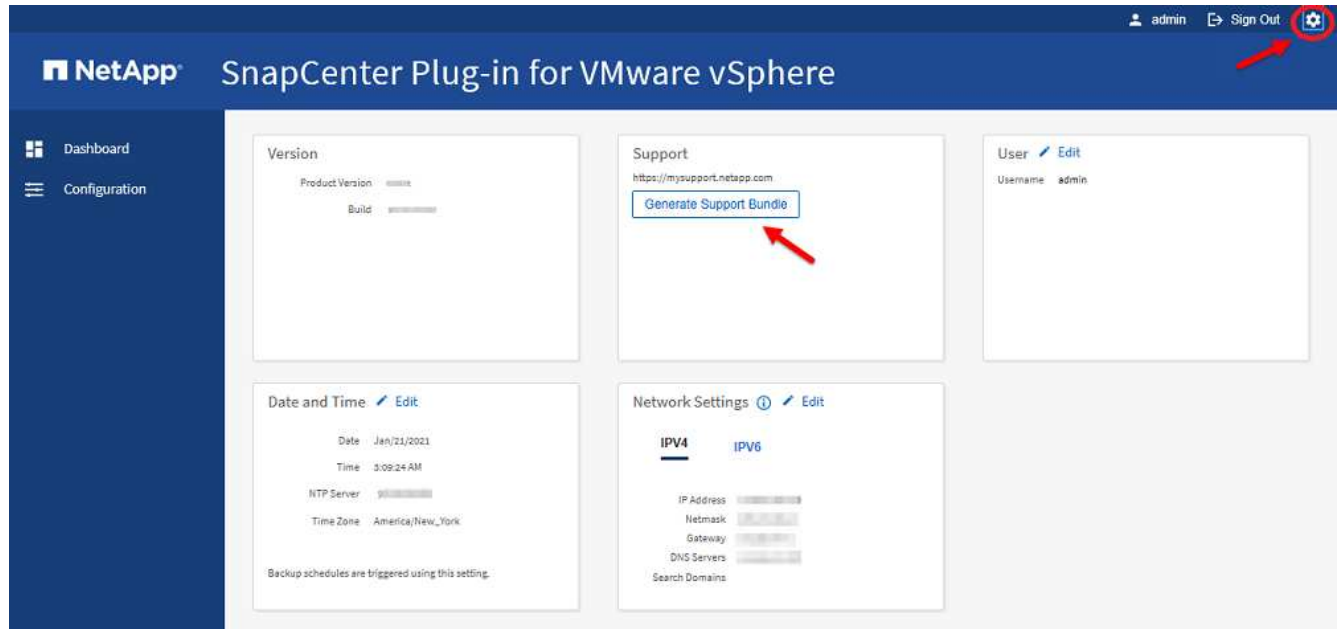 admin Sign Out
NetApp SnapCenter Plug-in for VMware vSphere
Dashboard
Configuration
Version
Product Version
Build
Support
https://mysupport.netapp.com
Generate Support Bundle
User Edit
Username admin
Date and Time Edit
Date Jan/21/2021
Time 3:09:24 AM
NTP Server
Time Zone America/New_York
Backup schedules are triggered using this setting.
Network Settings Edit
IPV4 IPV6
IP Address
Netmask
Gateway
DNS Servers
Search Domains